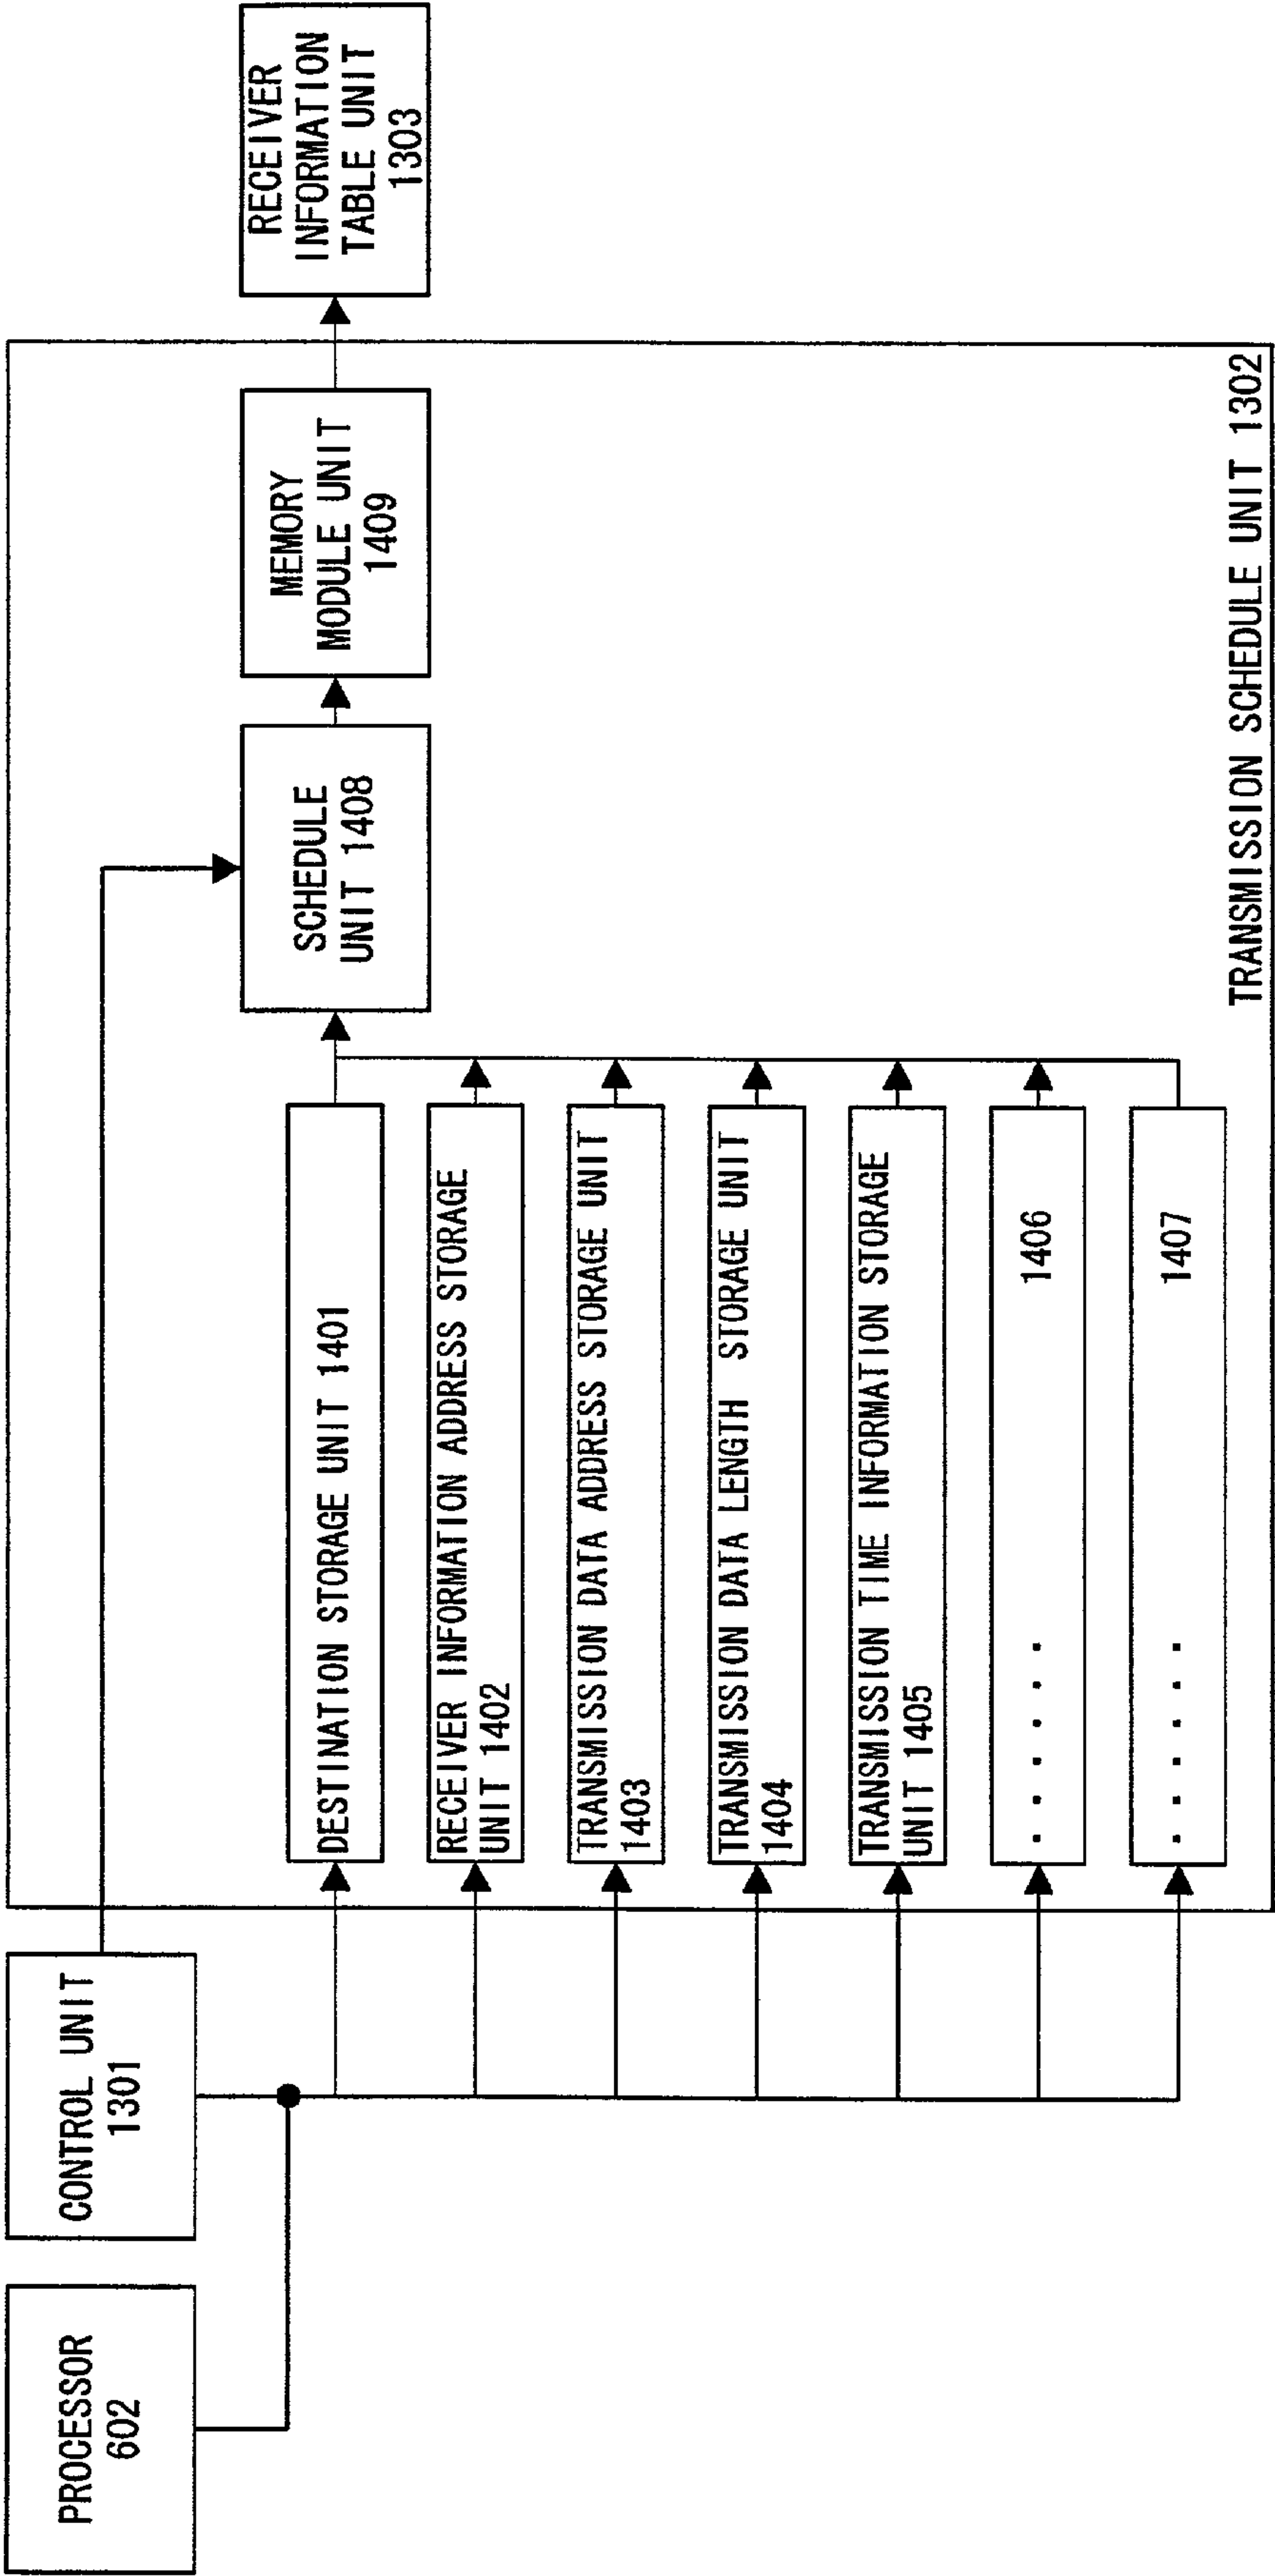 PROCESSOR
602
CONTROL UNIT
1301
DESTINATION STORAGE UNIT 1401
RECEIVER INFORMATION ADDRESS STORAGE
UNIT 1402
TRANSMISSION DATA ADDRESS STORAGE UNIT
1403
TRANSMISSION DATA LENGTH STORAGE UNIT
1404
TRANSMISSION TIME INFORMATION STORAGE
UNIT 1405
...... 1406
...... 1407
SCHEDULE
UNIT 1408
MEMORY
MODULE UNIT
1409
RECEIVER
INFORMATION
TABLE UNIT
1303
TRANSMISSION SCHEDULE UNIT 1302